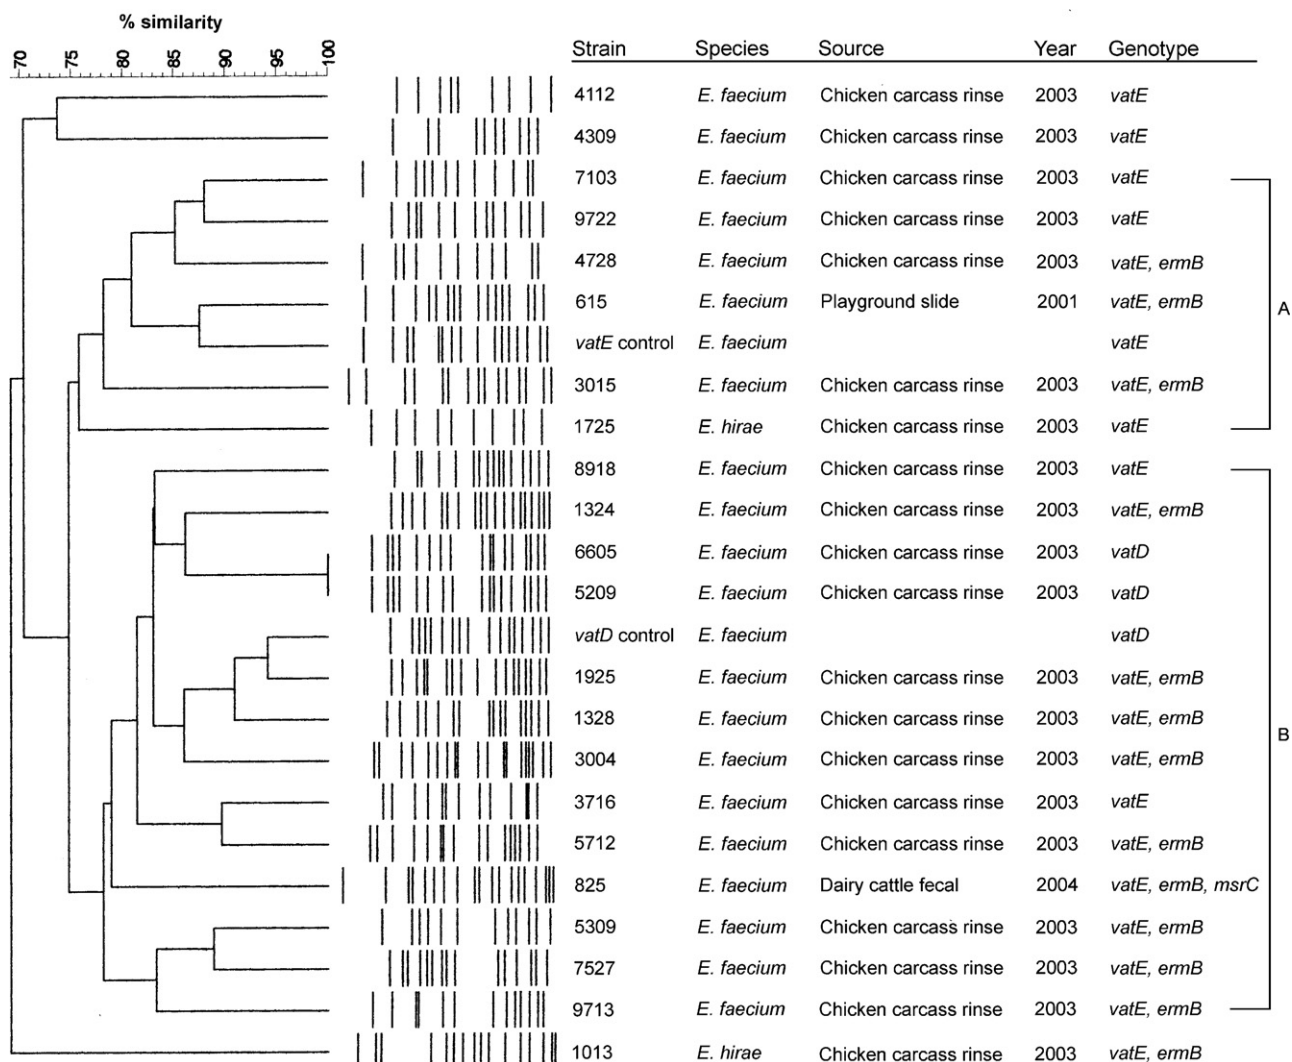 % similarity
70 75 80 85 90 95 100
Strain Species Source Year Genotype
4112 E. faecium Chicken carcass rinse 2003 vatE
4309 E. faecium Chicken carcass rinse 2003 vatE
7103 E. faecium Chicken carcass rinse 2003 vatE
9722 E. faecium Chicken carcass rinse 2003 vatE
4728 E. faecium Chicken carcass rinse 2003 vatE, ermB
615 E. faecium Playground slide 2001 vatE, ermB
A
vatE control E. faecium vatE
3015 E. faecium Chicken carcass rinse 2003 vatE, ermB
1725 E. hirae Chicken carcass rinse 2003 vatE
8918 E. faecium Chicken carcass rinse 2003 vatE
1324 E. faecium Chicken carcass rinse 2003 vatE, ermB
6605 E. faecium Chicken carcass rinse 2003 vatD
5209 E. faecium Chicken carcass rinse 2003 vatD
vatD control E. faecium vatD
1925 E. faecium Chicken carcass rinse 2003 vatE, ermB
1328 E. faecium Chicken carcass rinse 2003 vatE, ermB
B
3004 E. faecium Chicken carcass rinse 2003 vatE, ermB
3716 E. faecium Chicken carcass rinse 2003 vatE
5712 E. faecium Chicken carcass rinse 2003 vatE, ermB
825 E. faecium Dairy cattle fecal 2004 vatE, ermB, msrC
5309 E. faecium Chicken carcass rinse 2003 vatE, ermB
7527 E. faecium Chicken carcass rinse 2003 vatE, ermB
9713 E. faecium Chicken carcass rinse 2003 vatE, ermB
1013 E. hirae Chicken carcass rinse 2003 vatE, ermB